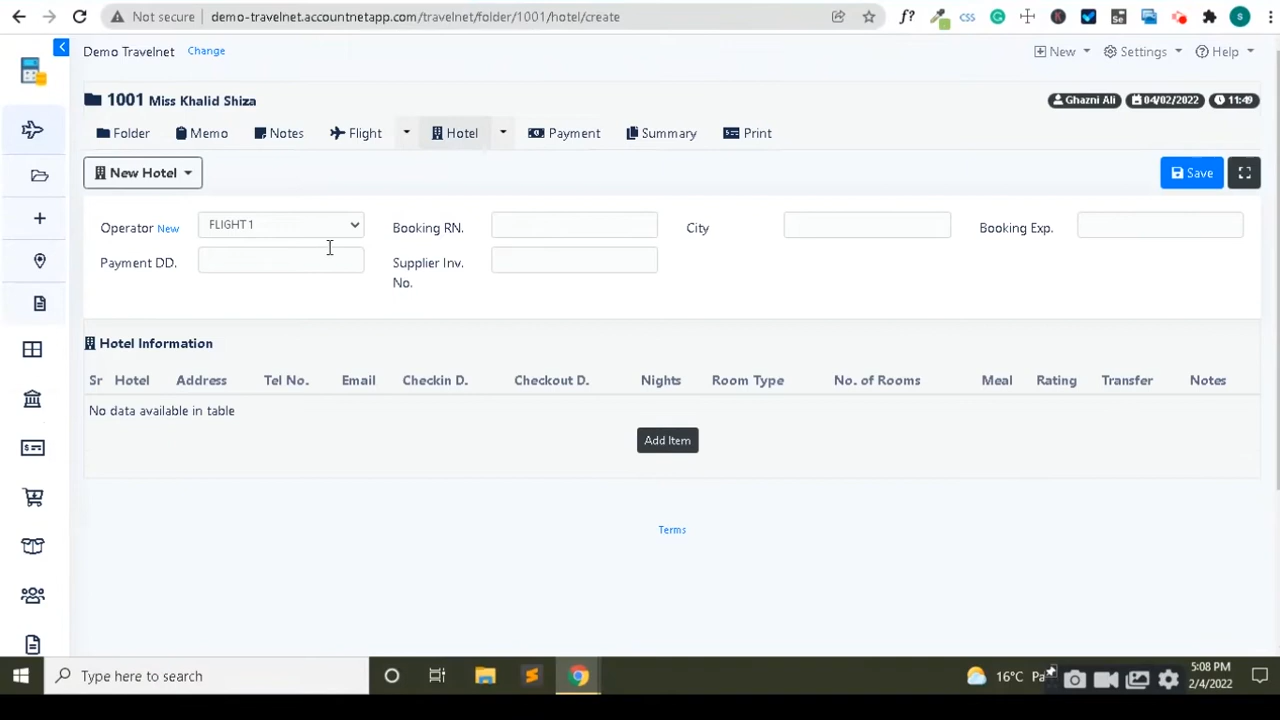 Not secure | demo-travelnet.accountnetapp.com/travelnet/folder/1001/hotel/create
Demo Travelnet Change New Settings Help
1001 Miss Khalid Shiza Ghazni Ali 04/02/2022 11:49
Folder Memo Notes Flight Hotel Payment Summary Print
New Hotel Save
Operator New FLIGHT 1 Booking RN. City Booking Exp.
Payment DD. Supplier Inv.
No.
Hotel Information
Sr Hotel Address Tel No. Email Checkin D. Checkout D. Nights Room Type No. of Rooms Meal Rating Transfer Notes
No data available in table
Add Item
Terms
Type here to search 16°C 5:08 PM
2/4/2022